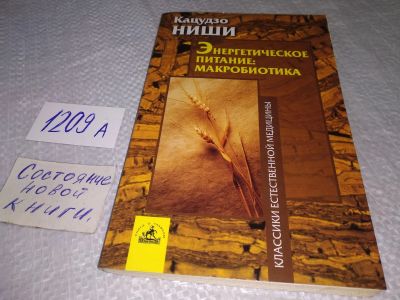 Кацудзо
НИШИ
ЭНЕРГЕТИЧЕСКОЕ
ПИТАНИЕ:
МАКРОБИОТИКА
КЛАССИКИ ЕСТЕСТВЕННОЙ МЕДИЦИНЫ
1209 А
Состояние
новой
книги.